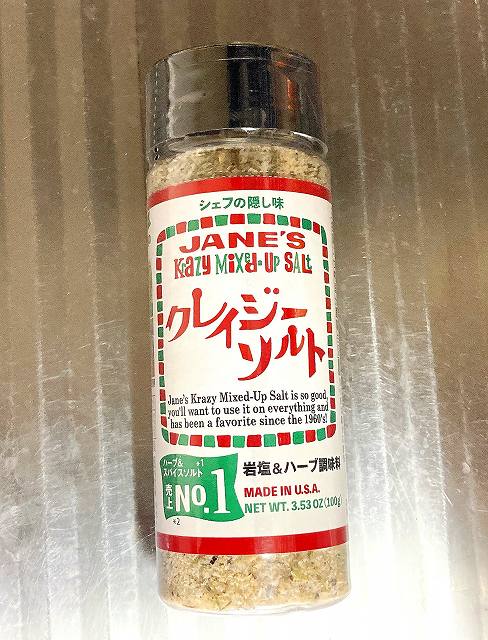 シェフの隠し味
JANE'S
KRAZY MIXED-UP SALT
クレイジー
ソルト
Jane's Krazy Mixed-Up Salt is so good,
you'll want to use it on everything and
has been a favorite since the 1960's!
ハーブ& *1
スパイスソルト
売上 No.1
*2
岩塩&ハーブ調味料
MADE IN U.S.A.
NET WT. 3.53 OZ (100g)